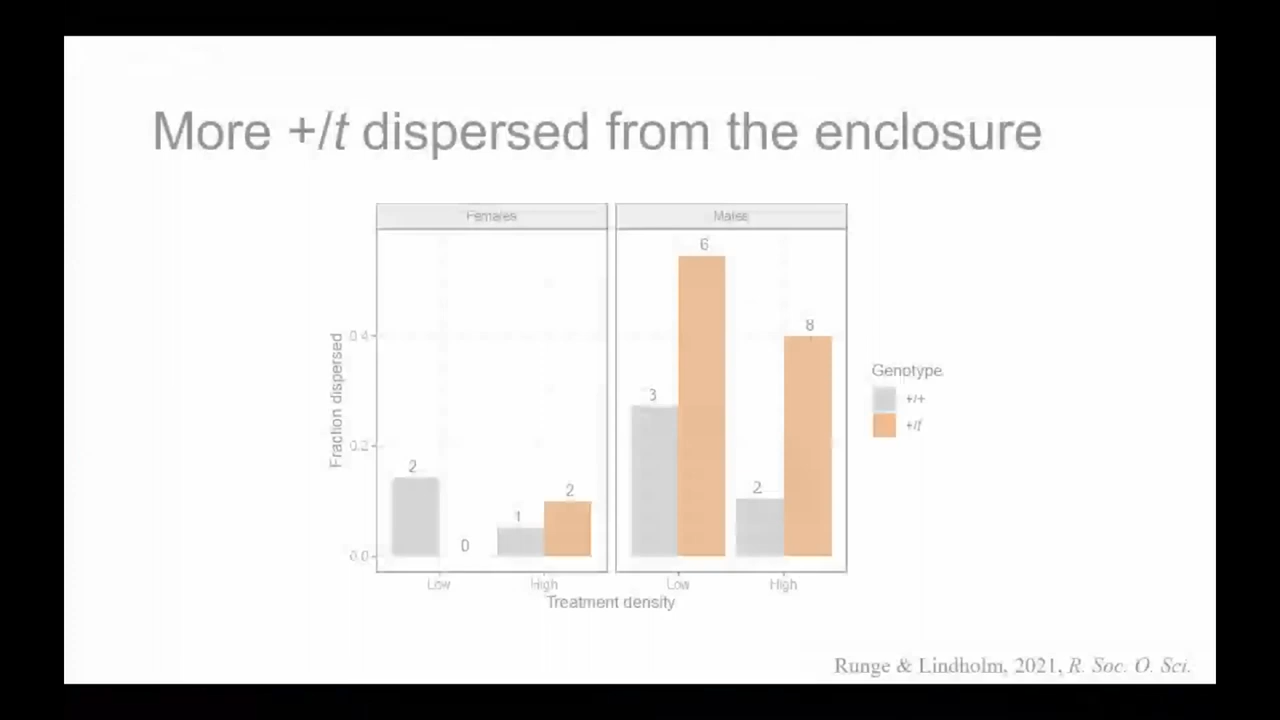 More +/t dispersed from the enclosure
Females
Males
6
8
0.4
3
Genotype
+/+
+/t
Fraction dispersed
0.2
2
2
2
1
0
0.0
Low
High
Low
High
Treatment density
Runge & Lindholm, 2021, R. Soc. O. Sci.